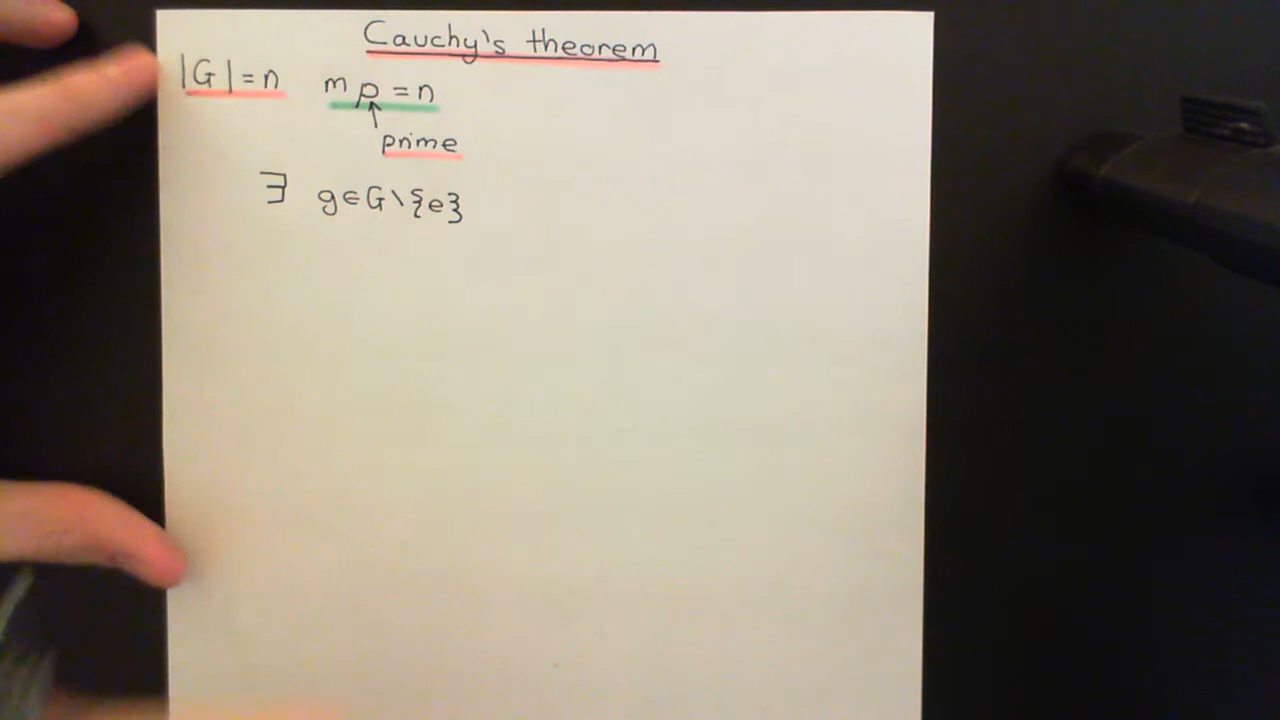 Cauchy's theorem
|G| = n mp = n
↑
prime
∃ g∈G\{e}